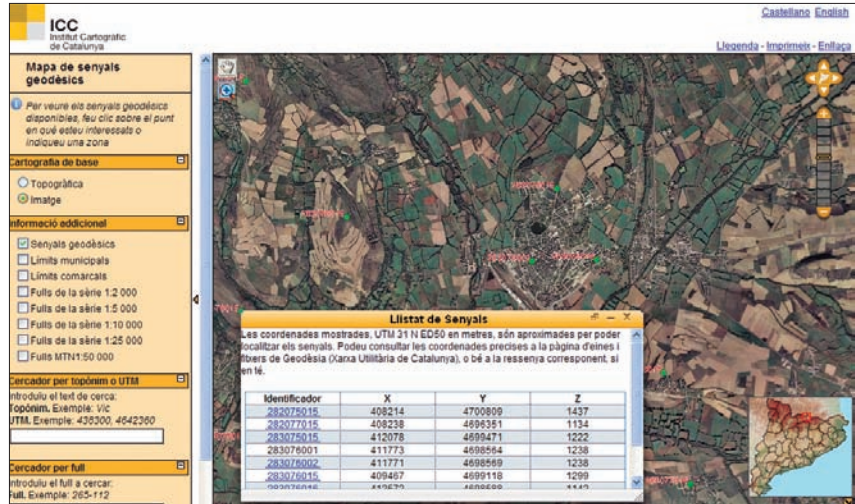 ICC
Institut Cartogràfic
de Catalunya
Castellano English
Llegenda - Imprimeix - Enllaça
Mapa de senyals
geodèsics
Per veure els senyals geodèsics
disponibles, feu clic sobre el punt
en què esteu interessats o
indiqueu una zona
Cartografia de base
Topogràfica
Imatge
Informació addicional
Senyals geodèsics
Límits municipals
Límits comarcals
Fulls de la sèrie 1:2 000
Fulls de la sèrie 1:5 000
Fulls de la sèrie 1:10 000
Fulls de la sèrie 1:25 000
Fulls MTN1:50 000
Cercador per topònim o UTM
Introduïu el text de cerca:
Topònim. Exemple: Vic
UTM. Exemple: 436300, 4642360
Cercador per full
Introduïu el full a cercar:
Full. Exemple: 265-112
Llistat de Senyals
Les coordenades mostrades, UTM 31 N ED50 en metres, són aproximades per poder
localitzar els senyals. Podeu consultar les coordenades precises a la pàgina d'eines i
fitxers de Geodèsia (Xarxa Utilitària de Catalunya), o bé a la ressenya corresponent, si
en té.
Identificador X Y Z
282075015 408214 4700809 1437
282077015 408238 4696351 1134
283075015 412078 4699471 1222
283076001 411773 4698564 1238
283076002 411771 4698569 1238
283076015 409467 4699118 1299